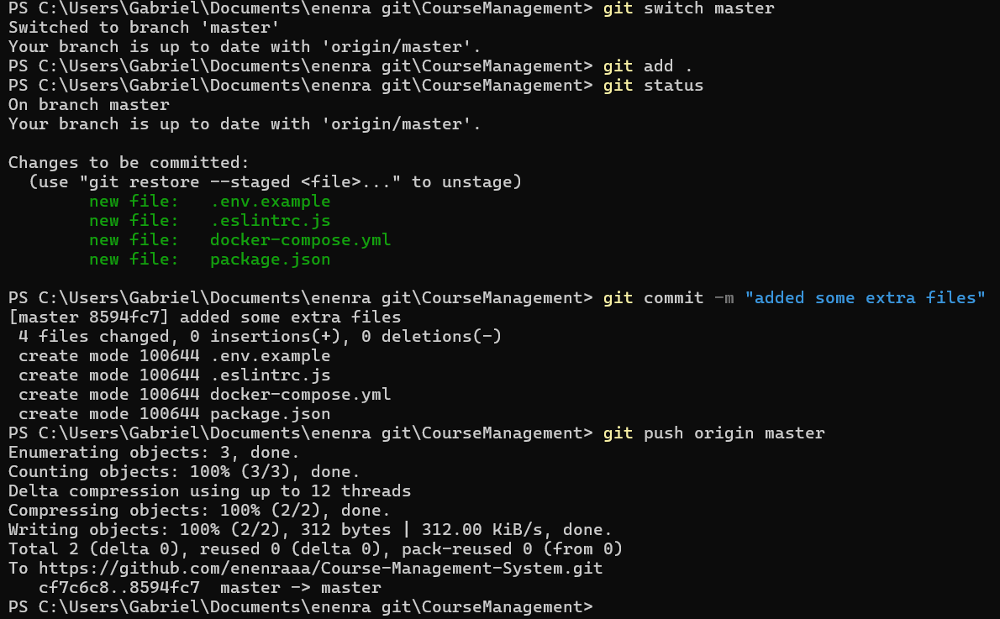 PS C:\Users\Gabriel\Documents\enenra git\CourseManagement> git switch master
Switched to branch 'master'
Your branch is up to date with 'origin/master'.
PS C:\Users\Gabriel\Documents\enenra git\CourseManagement> git add .
PS C:\Users\Gabriel\Documents\enenra git\CourseManagement> git status
On branch master
Your branch is up to date with 'origin/master'.

Changes to be committed:
  (use "git restore --staged <file>..." to unstage)
        new file:   .env.example
        new file:   .eslintrc.js
        new file:   docker-compose.yml
        new file:   package.json

PS C:\Users\Gabriel\Documents\enenra git\CourseManagement> git commit -m "added some extra files"
[master 8594fc7] added some extra files
 4 files changed, 0 insertions(+), 0 deletions(-)
 create mode 100644 .env.example
 create mode 100644 .eslintrc.js
 create mode 100644 docker-compose.yml
 create mode 100644 package.json
PS C:\Users\Gabriel\Documents\enenra git\CourseManagement> git push origin master
Enumerating objects: 3, done.
Counting objects: 100% (3/3), done.
Delta compression using up to 12 threads
Compressing objects: 100% (2/2), done.
Writing objects: 100% (2/2), 312 bytes | 312.00 KiB/s, done.
Total 2 (delta 0), reused 0 (delta 0), pack-reused 0 (from 0)
To https://github.com/enenraaa/Course-Management-System.git
   cf7c6c8..8594fc7  master -> master
PS C:\Users\Gabriel\Documents\enenra git\CourseManagement>